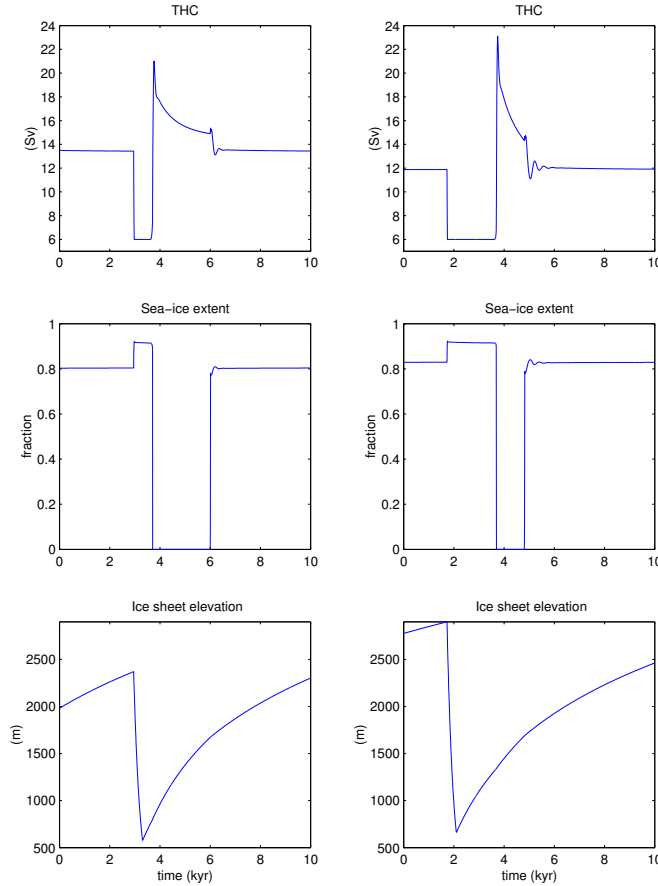 THC
24
22
20
18
16
14
12
10
8
6
(Sv)
0 2 4 6 8 10
THC
24
22
20
18
16
14
12
10
8
6
(Sv)
0 2 4 6 8 10
Sea−ice extent
1
0.8
0.6
0.4
0.2
0
fraction
0 2 4 6 8 10
Sea−ice extent
1
0.8
0.6
0.4
0.2
0
fraction
0 2 4 6 8 10
Ice sheet elevation
2500
2000
1500
1000
500
(m)
0 2 4 6 8 10
time (kyr)
Ice sheet elevation
2500
2000
1500
1000
500
(m)
0 2 4 6 8 10
time (kyr)